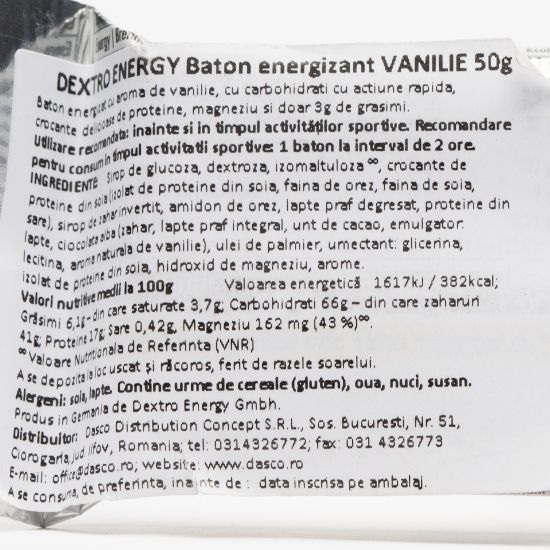 Energy | Bre
DEXTRO ENERGY Baton energizant VANILIE 50g
Baton energizat cu aroma de vanilie, cu carbohidrati cu actiune rapida,
crocante delicioase de proteine, magneziu si doar 3g de grasimi.
Utilizare recomandata: inainte si in timpul activităților sportive. Recomandare
pentru consum in timpul activitatii sportive: 1 baton la interval de 2 ore.
INGREDIENTE Sirop de glucoza, dextroza, izomaltuloza ∞, crocante de
proteine din soia (izolat de proteine din soia, faina de orez, faina de soia,
sare), sirop de zahar invertit, amidon de orez, lapte praf degresat, proteine din
lapte, ciocolata alba (zahar, lapte praf integral, unt de cacao, emulgator:
lecitina, aroma naturala de vanilie), ulei de palmier, umectant: glicerina,
izolat de proteine din soia, hidroxid de magneziu, arome.
Valori nutritive medii la 100g Valoarea energetică 1617kJ / 382kcal;
Grăsimi 6,1g - din care saturate 3,7g; Carbohidrati 66g – din care zaharuri
41g; Proteine 17g; Sare 0,42g, Magneziu 162 mg (43 %)∞.
∞ Valoare Nutritionala de Referinta (VNR)
A se depozita la loc uscat și răcoros, ferit de razele soarelui.
Alergeni: soia, lapte. Contine urme de cereale (gluten), oua, nuci, susan.
Produs in Germania de Dextro Energy Gmbh.
Distribuitor: Dasco Distribution Concept S.R.L., Sos. Bucuresti, Nr. 51,
Ciorogarla, jud. Ilfov, Romania; tel: 0314326772; fax: 031 4326773
E-mail: office@dasco.ro; website: www.dasco.ro
A se consuma, de preferinta, inainte de : data inscrisa pe ambalaj.